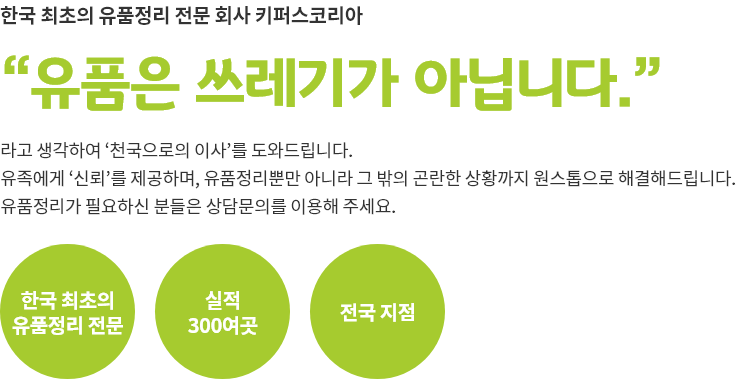 한국 최초의 유품정리 전문 회사 키퍼스코리아
“유품은 쓰레기가 아닙니다.”
라고 생각하여 ‘천국으로의 이사’를 도와드립니다.
유족에게 ‘신뢰’를 제공하며, 유품정리뿐만 아니라 그 밖의 곤란한 상황까지 원스톱으로 해결해드립니다.
유품정리가 필요하신 분들은 상담문의를 이용해 주세요.
한국 최초의
유품정리 전문
실적
300여곳
전국 지점